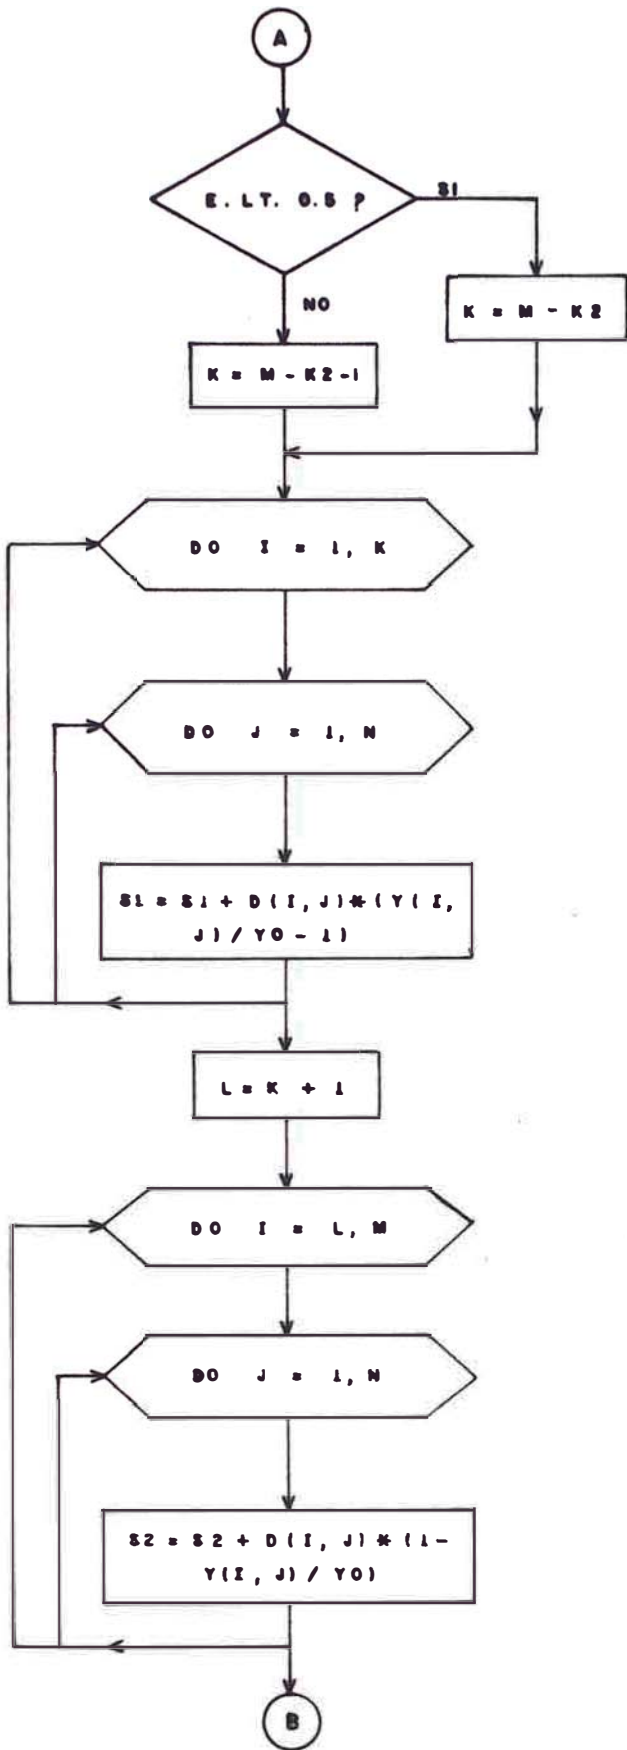 A
E. LT. 0.5 ?
SI
NO
K = M - K2
K = M - K2 - 1
DO I = 1, K
DO J = 1, N
S1 = S1 + D(I, J)*(Y(I,
J) / Y0 - 1)
L = K + 1
DO I = L, M
DO J = 1, N
S2 = S2 + D(I, J) * (1-
Y(I, J) / Y0)
B